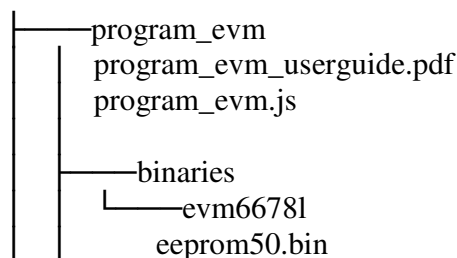 program_evm
program_evm_userguide.pdf
program_evm.js
binaries
evm6678l
eeprom50.bin